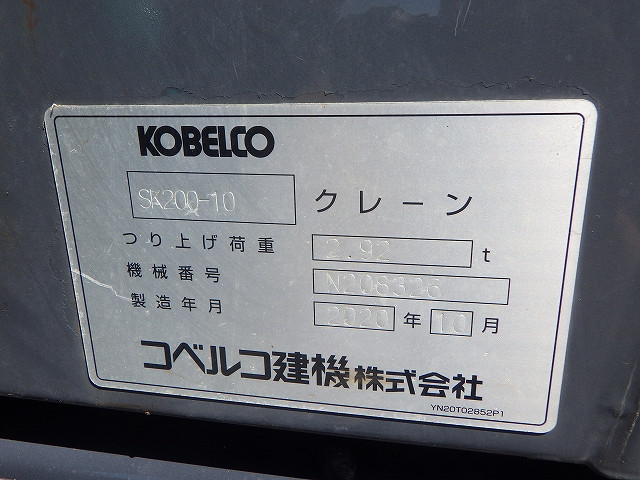 KOBELCO
SK200-10 クレーン
つり上げ荷重 2.92 t
機械番号 N208326
製造年月 2020 年 10 月
コベルコ建機株式会社
YN20T02852P1